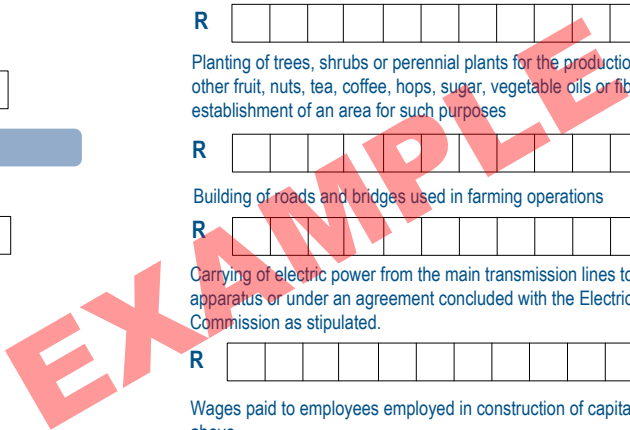 R
Planting of trees, shrubs or perennial plants for the productio
other fruit, nuts, tea, coffee, hops, sugar, vegetable oils or fib
establishment of an area for such purposes
R
Building of roads and bridges used in farming operations
R
Carrying of electric power from the main transmission lines to
apparatus or under an agreement concluded with the Electric
Commission as stipulated.
R
Wages paid to employees employed in construction of capita
above
EXAMPLE